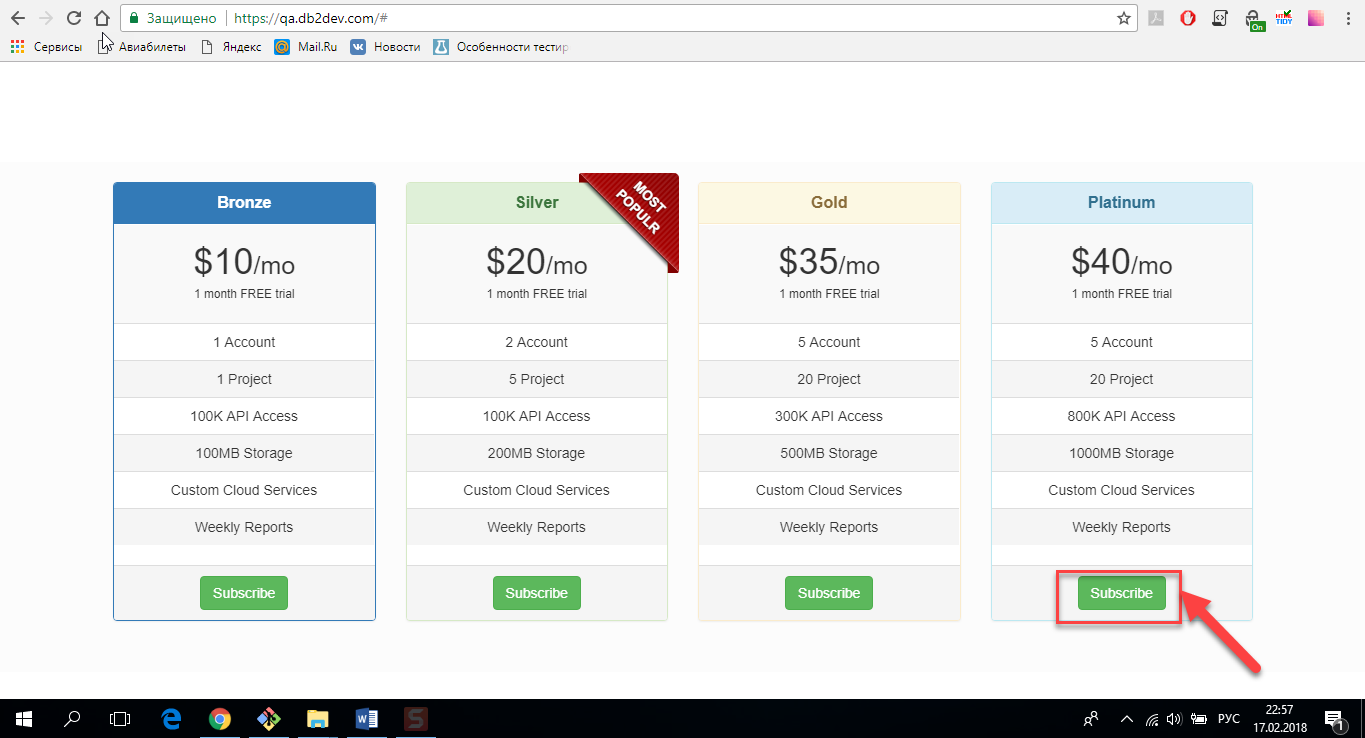 Защищено https://qa.db2dev.com/#
On
HTML TIDY
Сервисы Авиабилеты Яндекс Mail.Ru Новости Особенности тестир
Bronze
$10/mo
1 month FREE trial
1 Account
1 Project
100K API Access
100MB Storage
Custom Cloud Services
Weekly Reports
Subscribe
Silver
MOST
POPULR
$20/mo
1 month FREE trial
2 Account
5 Project
100K API Access
200MB Storage
Custom Cloud Services
Weekly Reports
Subscribe
Gold
$35/mo
1 month FREE trial
5 Account
20 Project
300K API Access
500MB Storage
Custom Cloud Services
Weekly Reports
Subscribe
Platinum
$40/mo
1 month FREE trial
5 Account
20 Project
800K API Access
1000MB Storage
Custom Cloud Services
Weekly Reports
Subscribe
РУС
22:57
17.02.2018
1